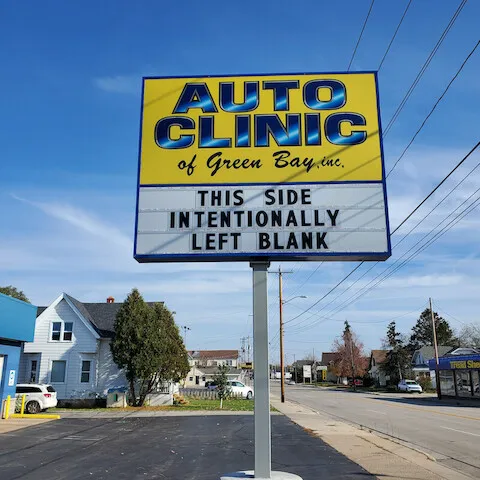 AUTO
CLINIC
of Green Bay, inc.
THIS SIDE
INTENTIONALLY
LEFT BLANK